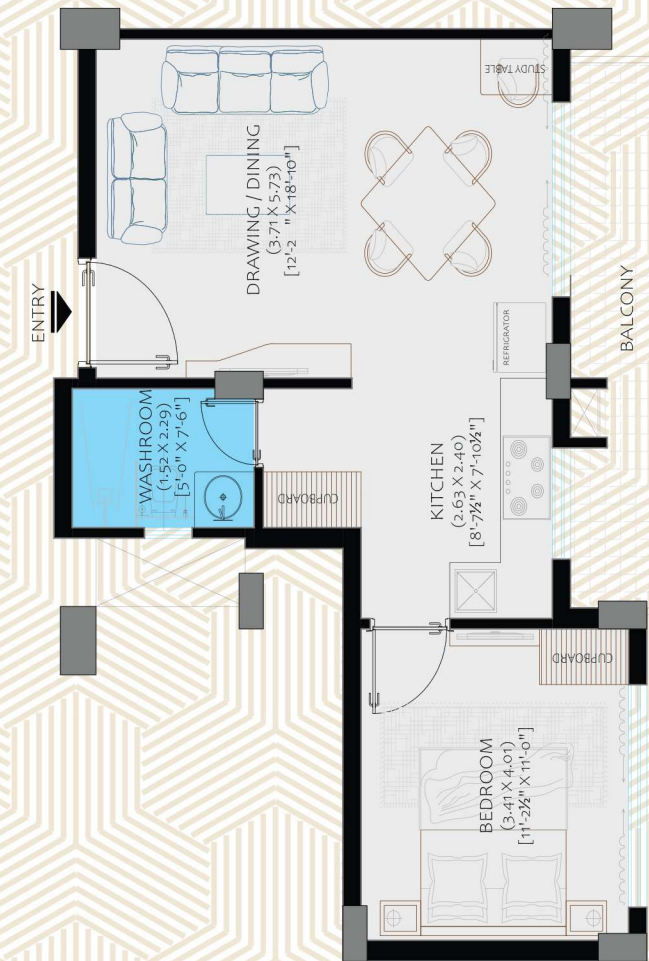 STUDY TABLE
DRAWING / DINING
(3.71 X 5.73)
[12'-2 " X 18'-10"]
ENTRY
BALCONY
REFRIGRATOR
WASHROOM
(1.52 X 2.29)
[5'-0" X 7'-6"]
CUPBOARD
KITCHEN
(2.63 X 2.40)
[8'-7½" X 7'-10½"]
CUPBOARD
BEDROOM
(3.41 X 4.01)
[11'-2½" X 11'-0"]